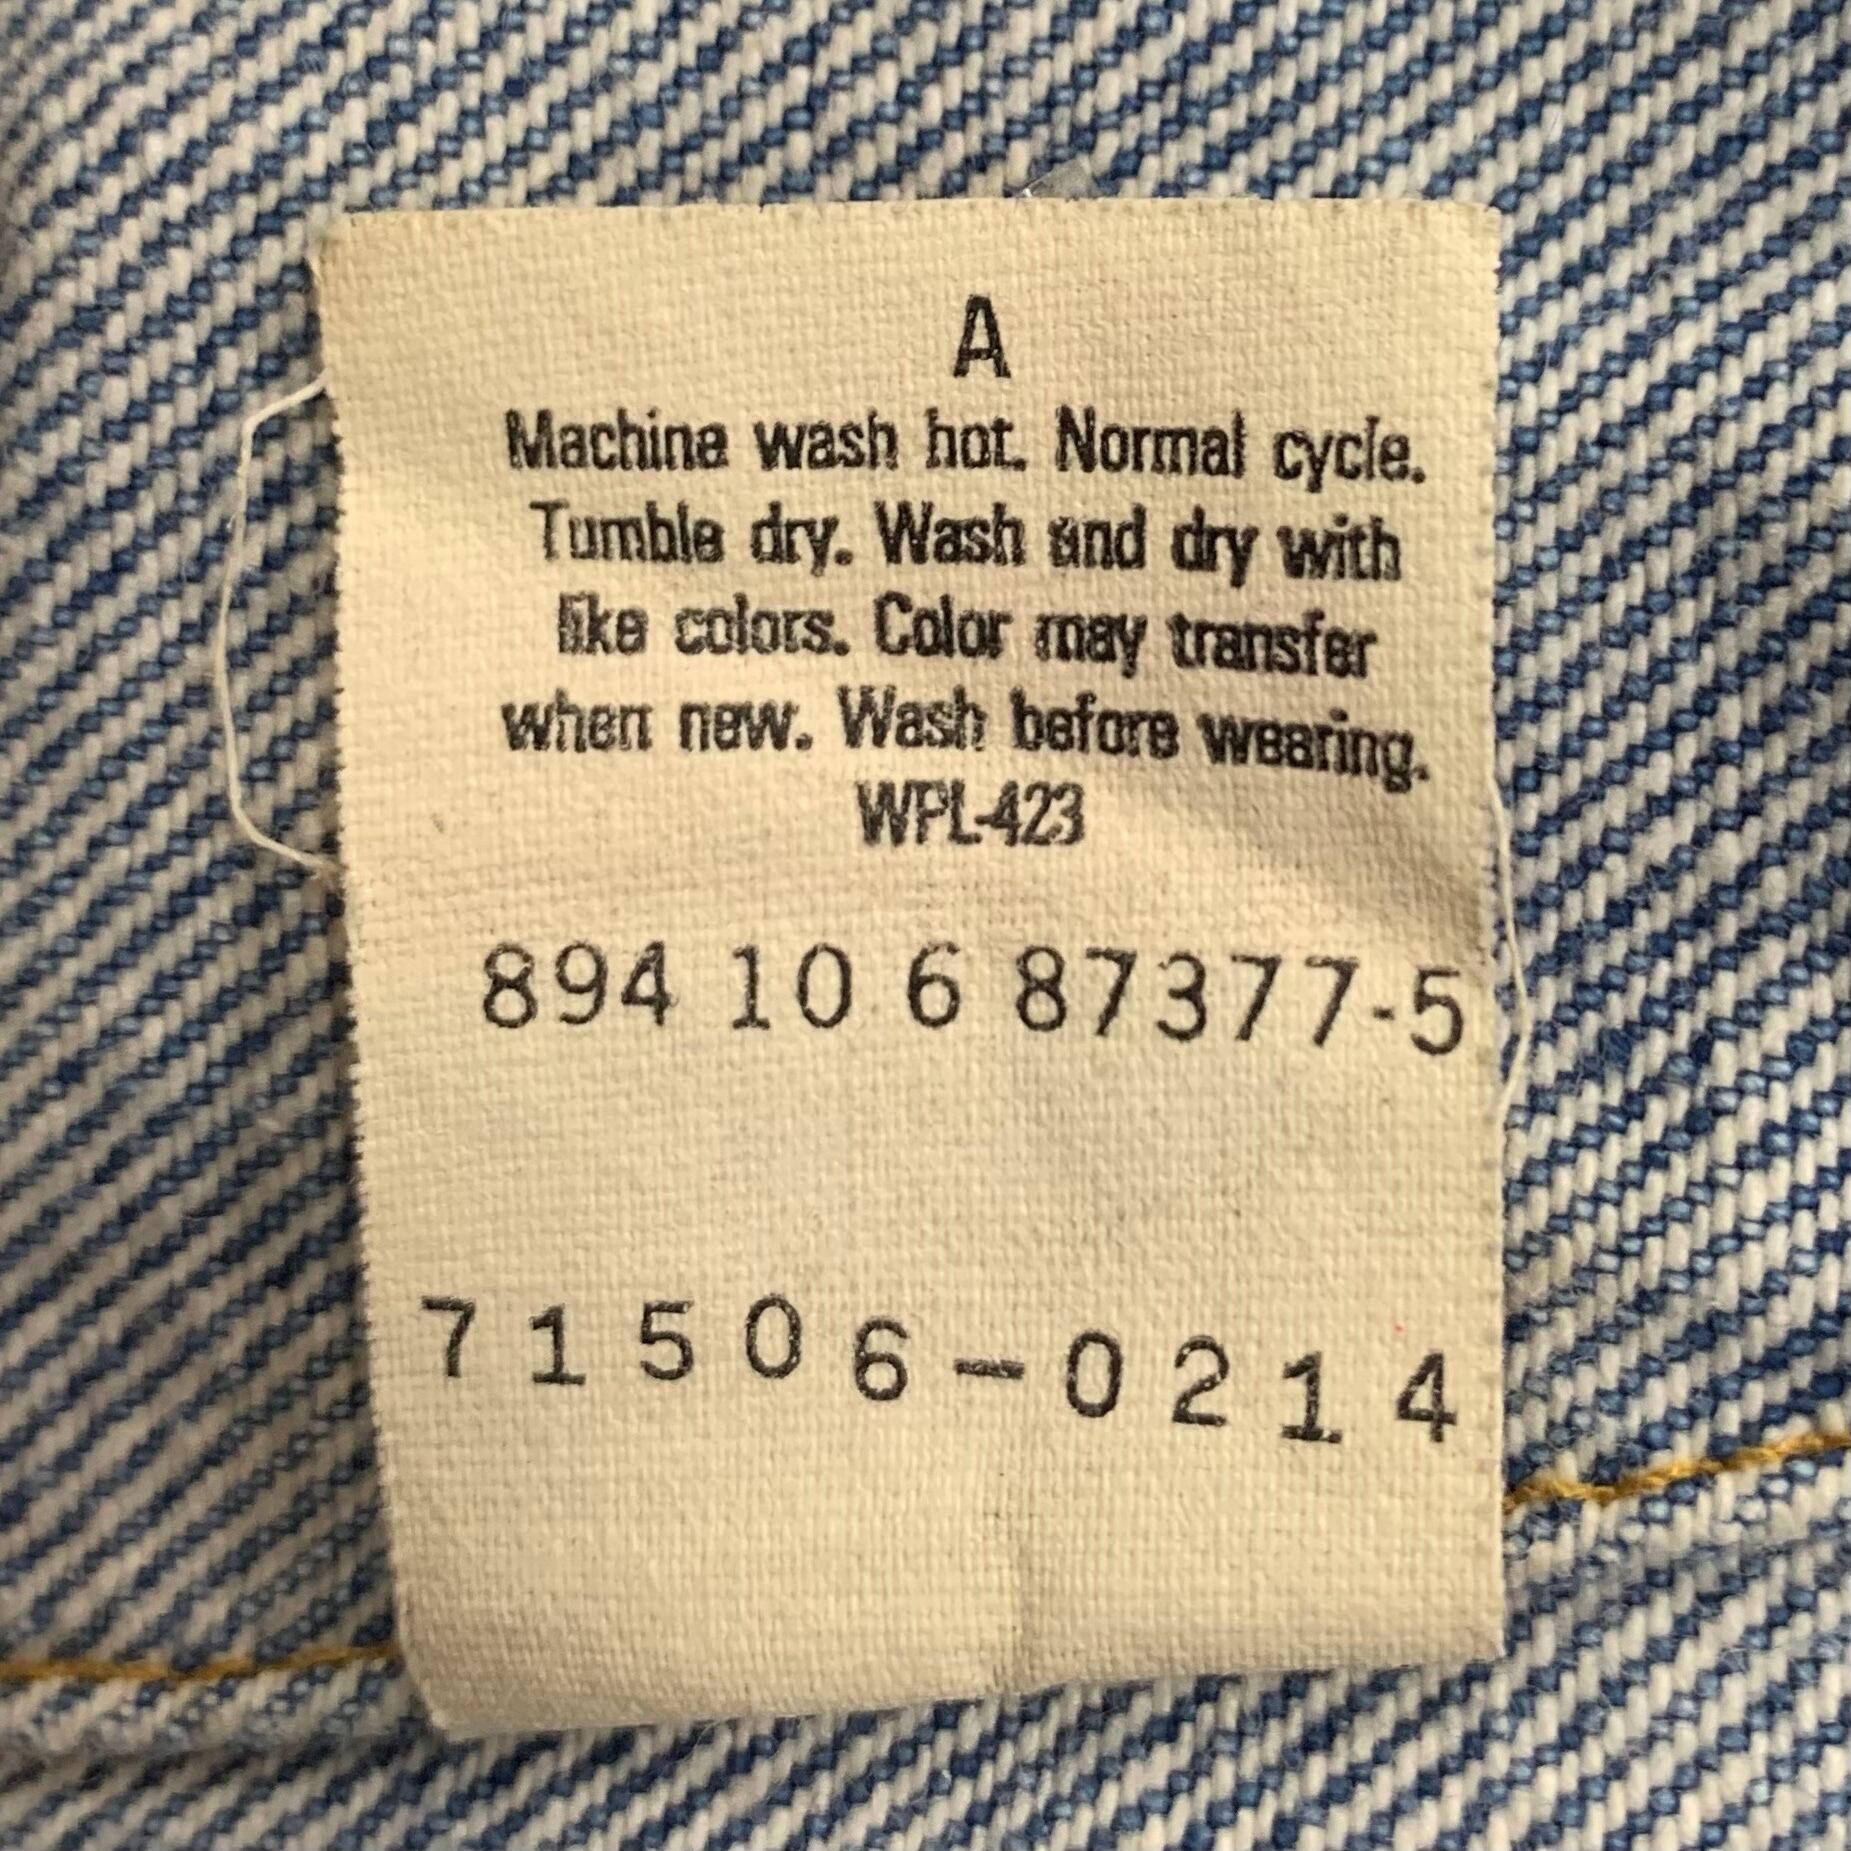 A
Machine wash hot. Normal cycle.
Tumble dry. Wash and dry with
like colors. Color may transfer
when new. Wash before wearing.
WPL-423
894 10 6 87377-5
71506-0214